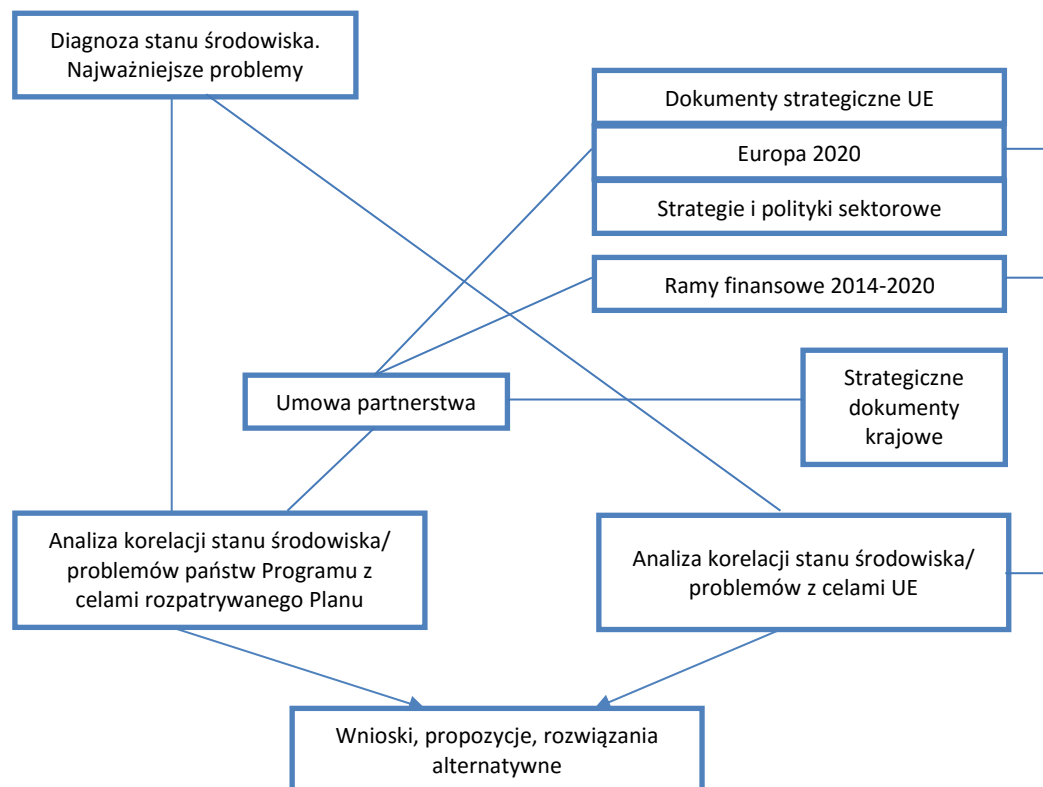 Diagnoza stanu środowiska.
Najważniejsze problemy
Dokumenty strategiczne UE
Europa 2020
Strategie i polityki sektorowe
Ramy finansowe 2014-2020
Umowa partnerstwa
Strategiczne
dokumenty
krajowe
Analiza korelacji stanu środowiska/
problemów państw Programu z
celami rozpatrywanego Planu
Analiza korelacji stanu środowiska/
problemów z celami UE
Wnioski, propozycje, rozwiązania
alternatywne